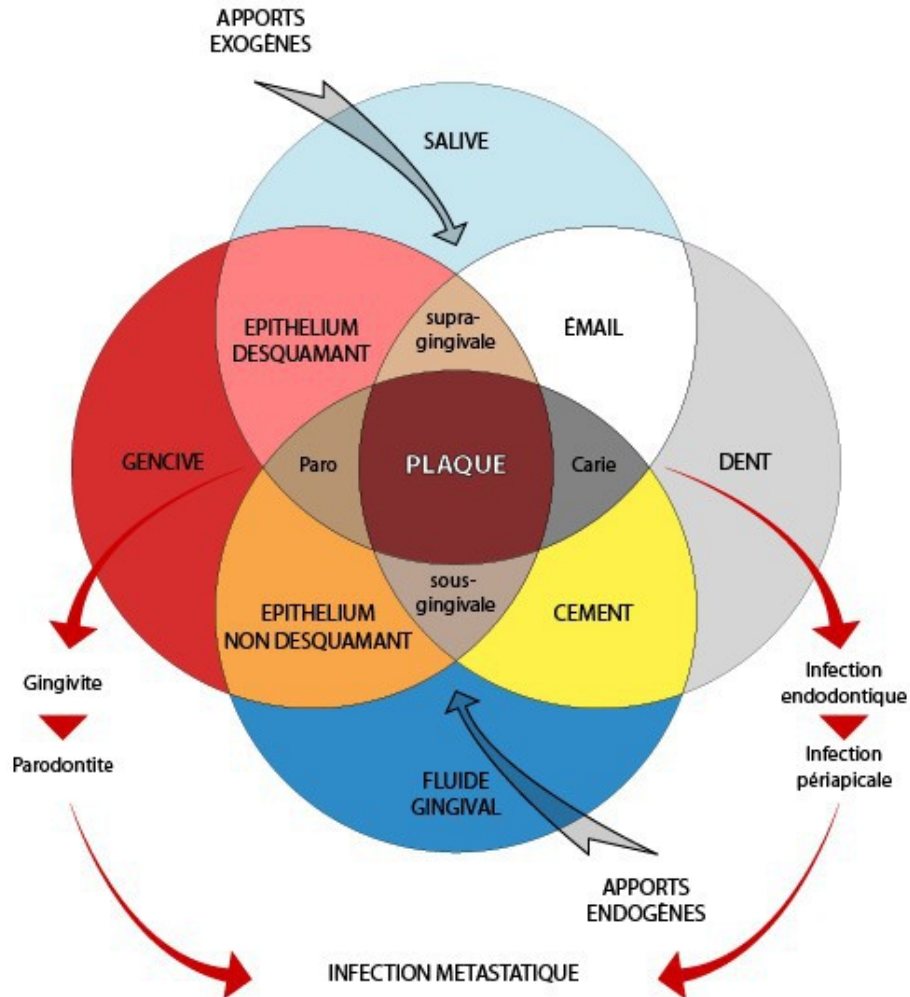 APPORTS
EXOGÈNES
SALIVE
EPITHELIUM
DESQUAMANT
supra-
gingivale
ÉMAIL
GENCIVE
Paro
PLAQUE
Carie
DENT
EPITHELIUM
NON DESQUAMANT
sous-
gingivale
CEMENT
Gingivite
Parodontite
Infection
endodontique
Infection
périapicale
FLUIDE
GINGIVAL
APPORTS
ENDOGÈNES
INFECTION METASTATIQUE